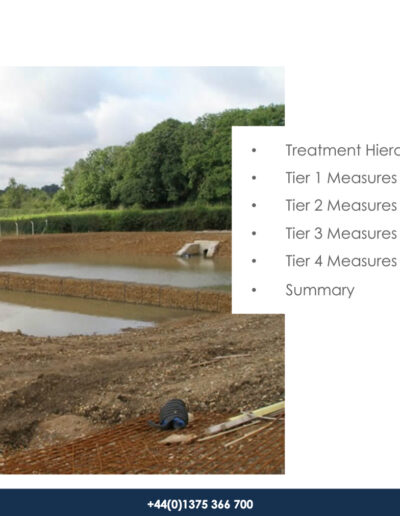 • Treatment
• Tier 1 Measures
• Tier 2 Measures
• Tier 3 Measures
• Tier 4 Measures
• Summary
+44(0)1375 366 700